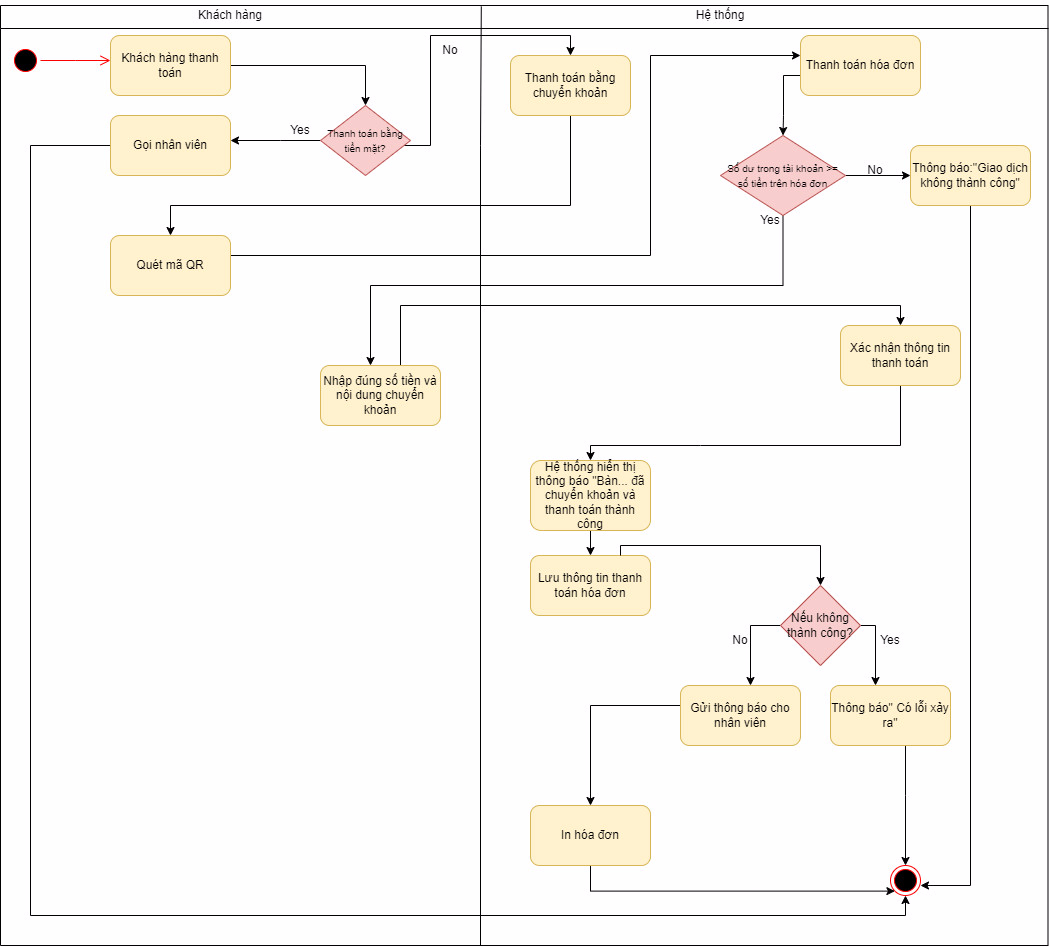 Khách hàng
Hệ thống
Khách hàng thanh
toán
No
Thanh toán bằng
chuyển khoản
Thanh toán hóa đơn
Gọi nhân viên
Yes
Thanh toán bằng
tiền mặt?
Số dư trong tài khoản >=
số tiền trên hóa đơn
No
Thông báo:"Giao dịch
không thành công"
Yes
Quét mã QR
Nhập đúng số tiền và
nội dung chuyển
khoản
Xác nhận thông tin
thanh toán
Hệ thống hiển thị
thông báo "Bàn... đã
chuyển khoản và
thanh toán thành
công
Lưu thông tin thanh
toán hóa đơn
Nếu không
thành công?
No
Yes
Gửi thông báo cho
nhân viên
Thông báo" Có lỗi xảy
ra"
In hóa đơn